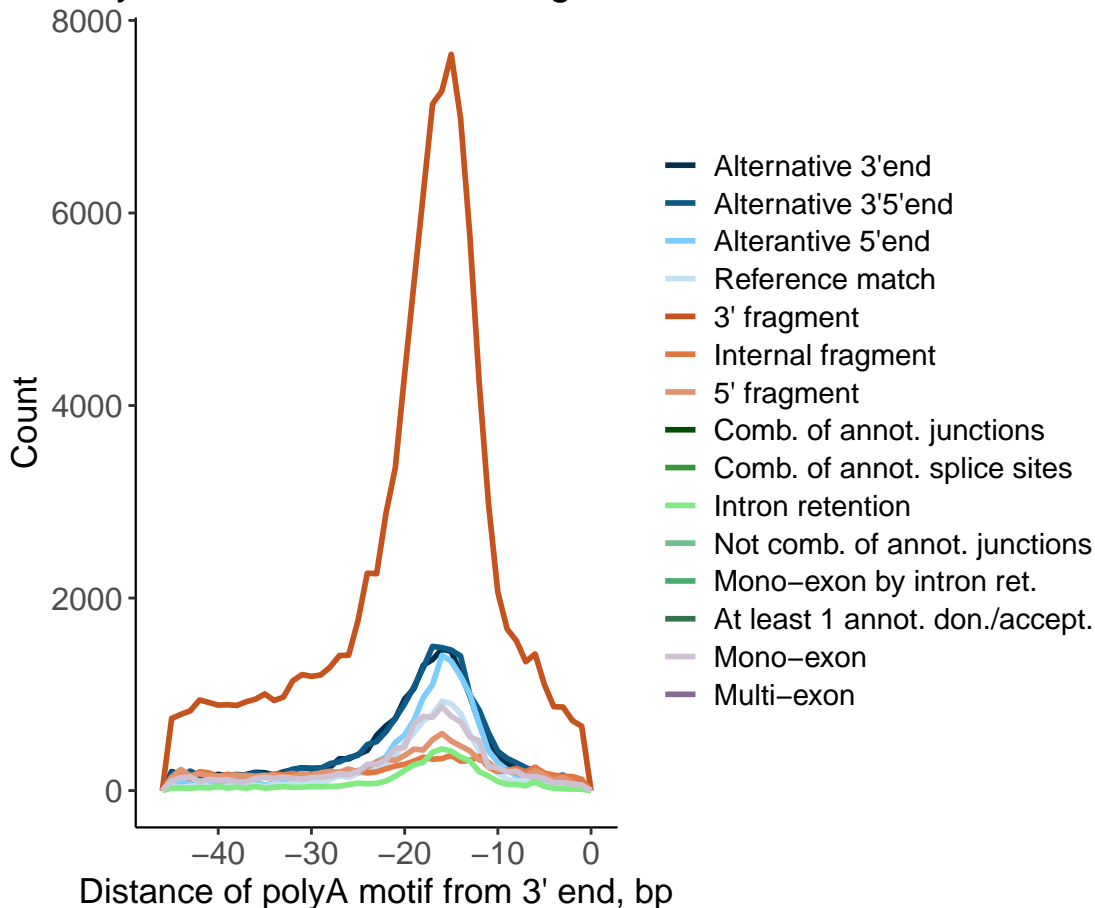 8000
6000
4000
2000
0
Count
−40
−30
−20
−10
0
Distance of polyA motif from 3' end, bp
Alternative 3'end
Alternative 3'5'end
Alterantive 5'end
Reference match
3' fragment
Internal fragment
5' fragment
Comb. of annot. junctions
Comb. of annot. splice sites
Intron retention
Not comb. of annot. junctions
Mono−exon by intron ret.
At least 1 annot. don./accept.
Mono−exon
Multi−exon